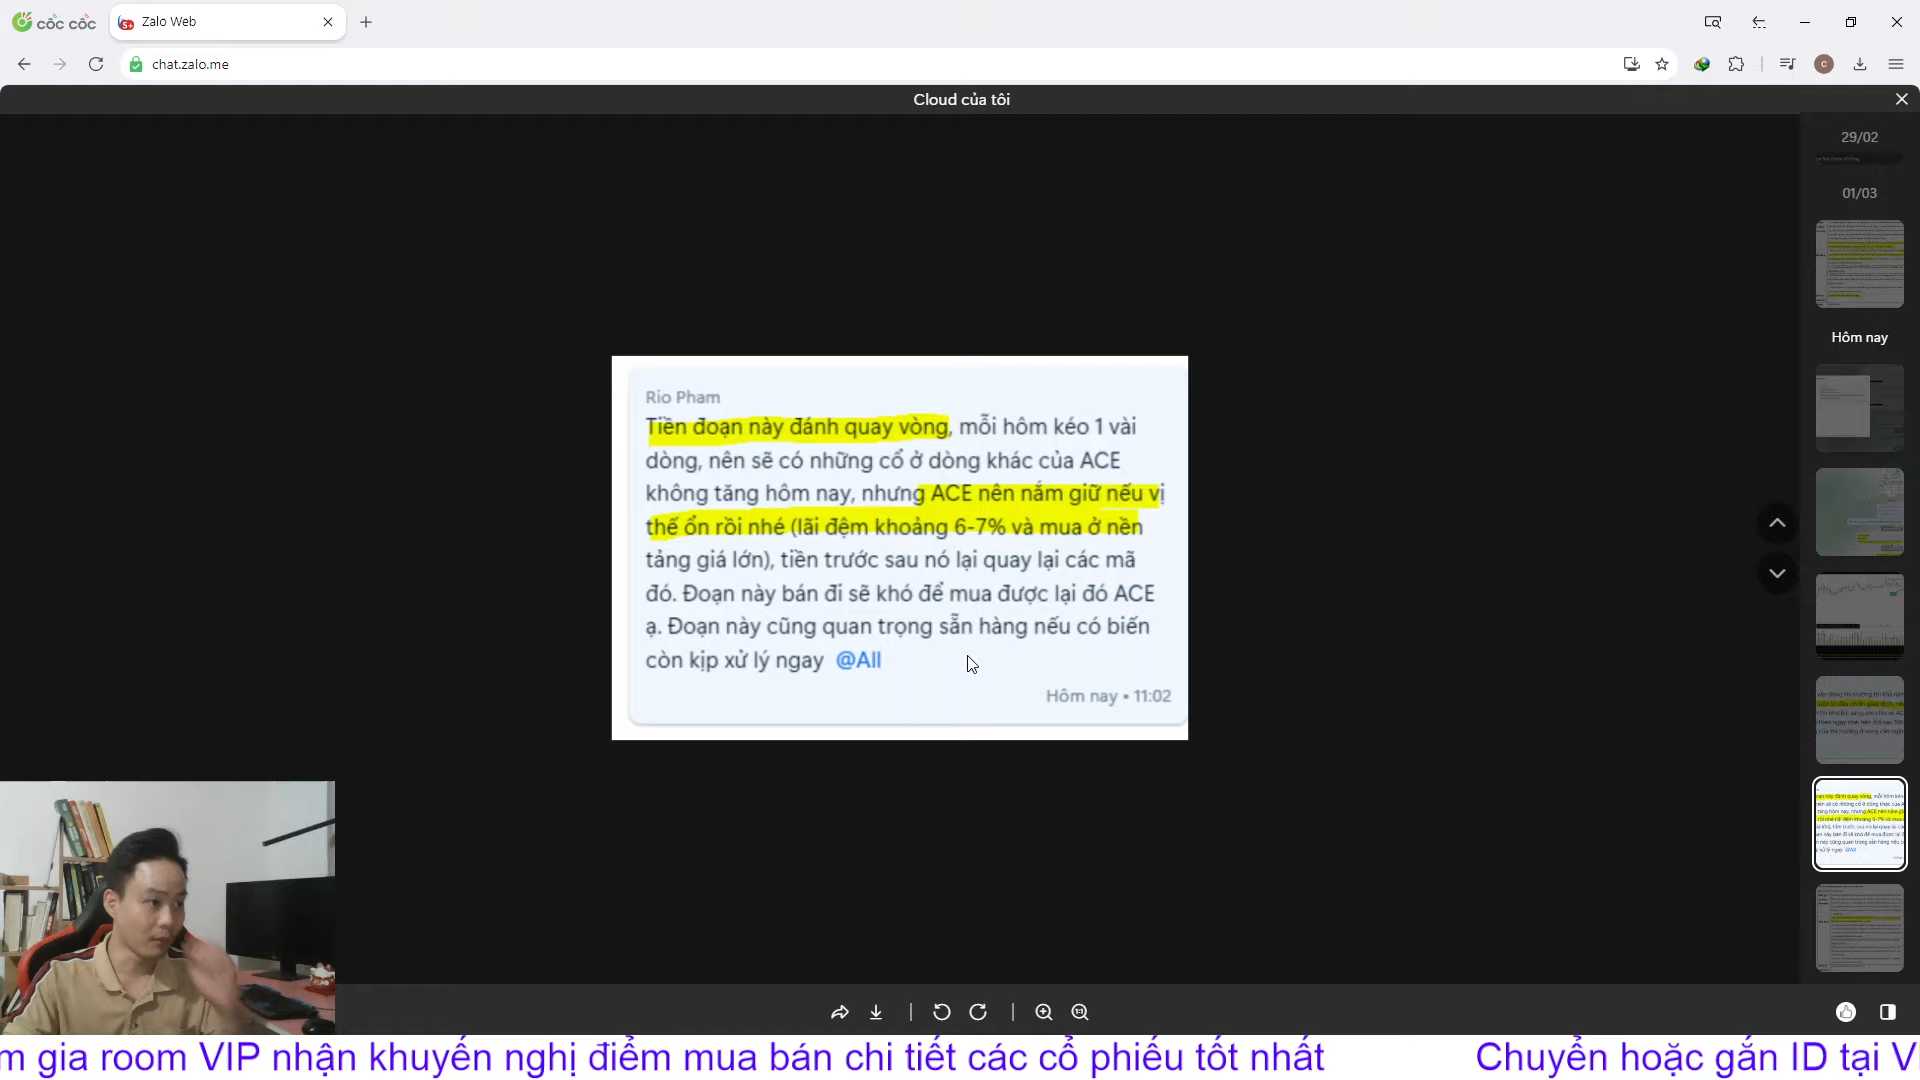 cốc cốc
Zalo Web
chat.zalo.me
Cloud của tôi
29/02
01/03
Hôm nay
Rio Pham
Tiền đoạn này đánh quay vòng, mỗi hôm kéo 1 vài
dòng, nên sẽ có những cổ ở dòng khác của ACE
không tăng hôm nay, nhưng ACE nên nắm giữ nếu vị
thế ổn rồi nhé (lãi đệm khoảng 6-7% và mua ở nền
tảng giá lớn), tiền trước sau nó lại quay lại các mã
đó. Đoạn này bán đi sẽ khó để mua được lại đó ACE
ạ. Đoạn này cũng quan trọng sẵn hàng nếu có biến
còn kịp xử lý ngay @All
Hôm nay • 11:02
m gia room VIP nhận khuyến nghị điểm mua bán chi tiết các cổ phiếu tốt nhất
Chuyển hoặc gắn ID tại V